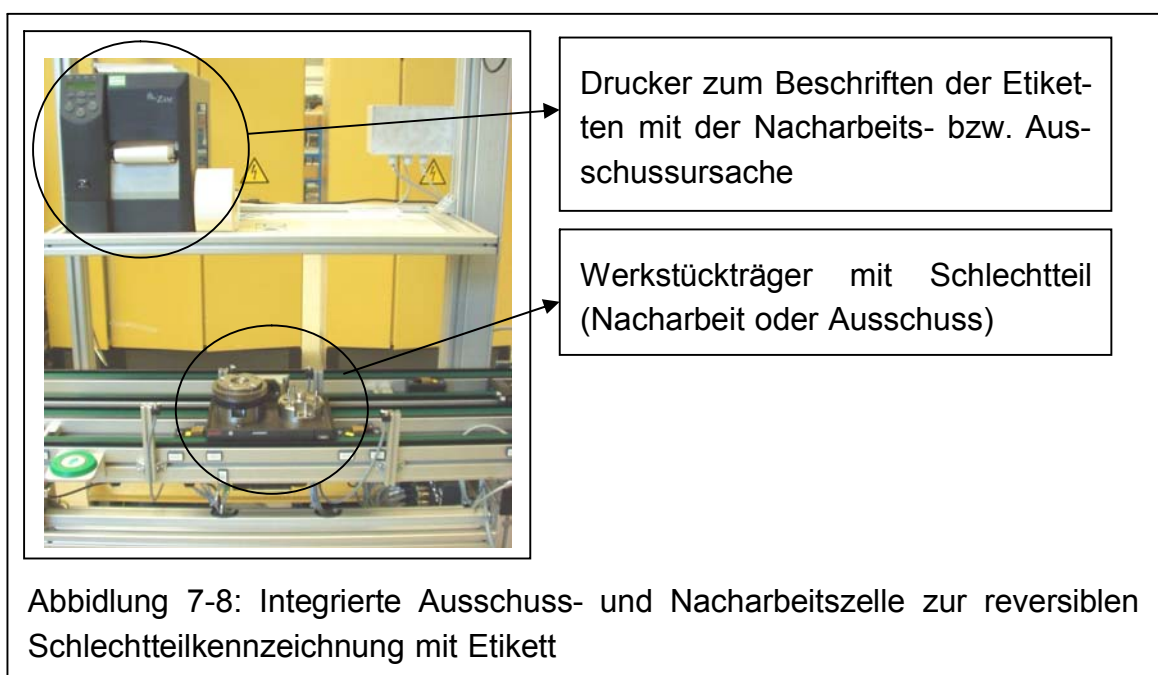 Drucker zum Beschriften der Etiket-
ten mit der Nacharbeits- bzw. Aus-
schussursache
Werkstückträger mit Schlechtteil
(Nacharbeit oder Ausschuss)
Abbidlung 7-8: Integrierte Ausschuss- und Nacharbeitszelle zur reversiblen
Schlechtteilkennzeichnung mit Etikett